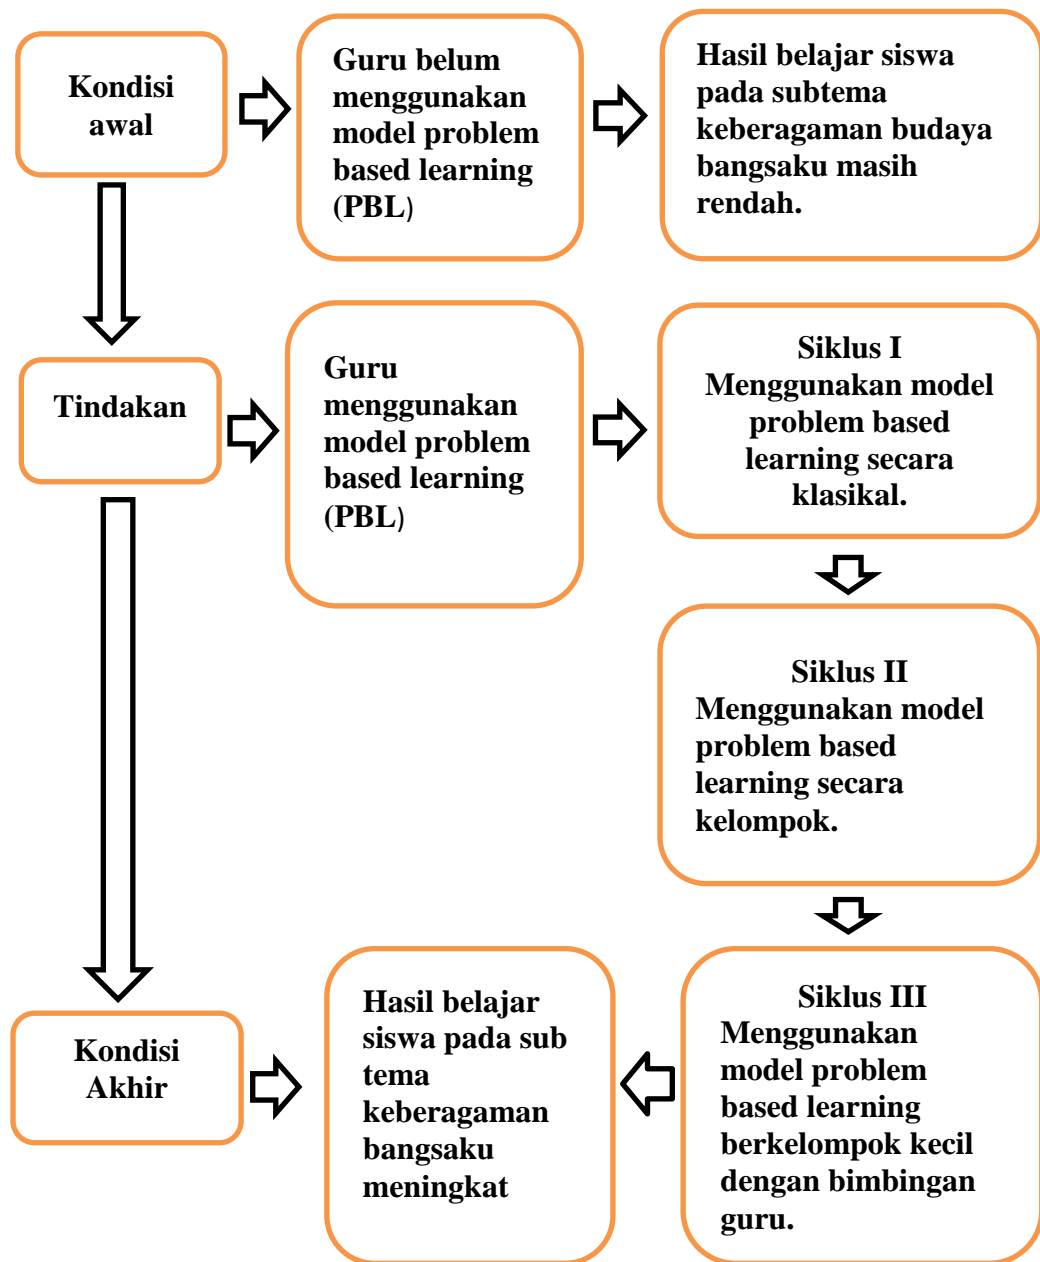 Kondisi
awal
Guru belum
menggunakan
model problem
based learning
(PBL)
Hasil belajar siswa
pada subtema
keberagaman budaya
bangsaku masih
rendah.
Tindakan
Guru
menggunakan
model problem
based learning
(PBL)
Siklus I
Menggunakan model
problem based
learning secara
klasikal.
Siklus II
Menggunakan model
problem based
learning secara
kelompok.
Kondisi
Akhir
Hasil belajar
siswa pada sub
tema
keberagaman
bangsaku
meningkat
Siklus III
Menggunakan
model problem
based learning
berkelompok kecil
dengan bimbingan
guru.